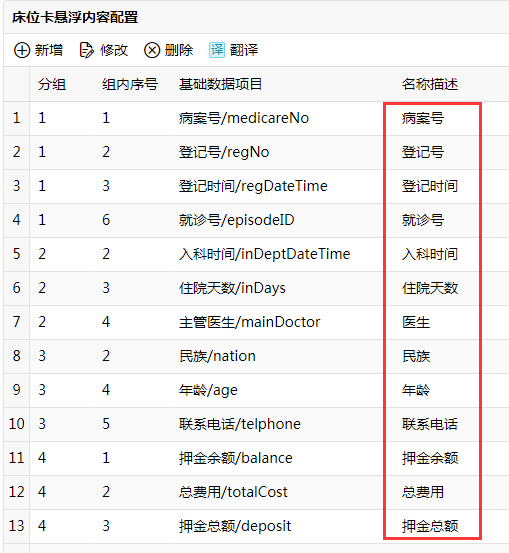 床位卡悬浮内容配置
新增 修改 删除 译 翻译
分组 组内序号 基础数据项目 名称描述
1 1 1 病案号/medicareNo 病案号
2 1 2 登记号/regNo 登记号
3 1 3 登记时间/regDateTime 登记时间
4 1 6 就诊号/episodeID 就诊号
5 2 2 入科时间/inDeptDateTime 入科时间
6 2 3 住院天数/inDays 住院天数
7 2 4 主管医生/mainDoctor 医生
8 3 2 民族/nation 民族
9 3 4 年龄/age 年龄
10 3 5 联系电话/telphone 联系电话
11 4 1 押金余额/balance 押金余额
12 4 2 总费用/totalCost 总费用
13 4 3 押金总额/deposit 押金总额